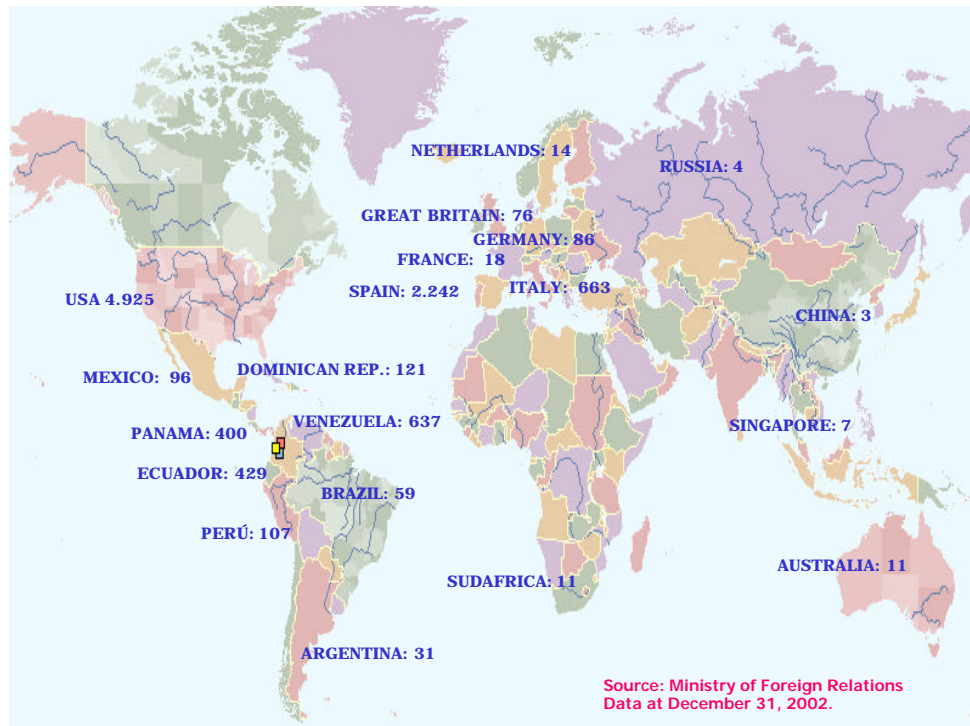 NETHERLANDS: 14
RUSSIA: 4
GREAT BRITAIN: 76
GERMANY: 86
FRANCE: 18
SPAIN: 2.242
ITALY: 663
USA 4.925
CHINA: 3
DOMINICAN REP.: 121
MEXICO: 96
VENEZUELA: 637
PANAMA: 400
SINGAPORE: 7
ECUADOR: 429
BRAZIL: 59
PERÚ: 107
AUSTRALIA: 11
SUDAFRICA: 11
ARGENTINA: 31
Source: Ministry of Foreign Relations
Data at December 31, 2002.